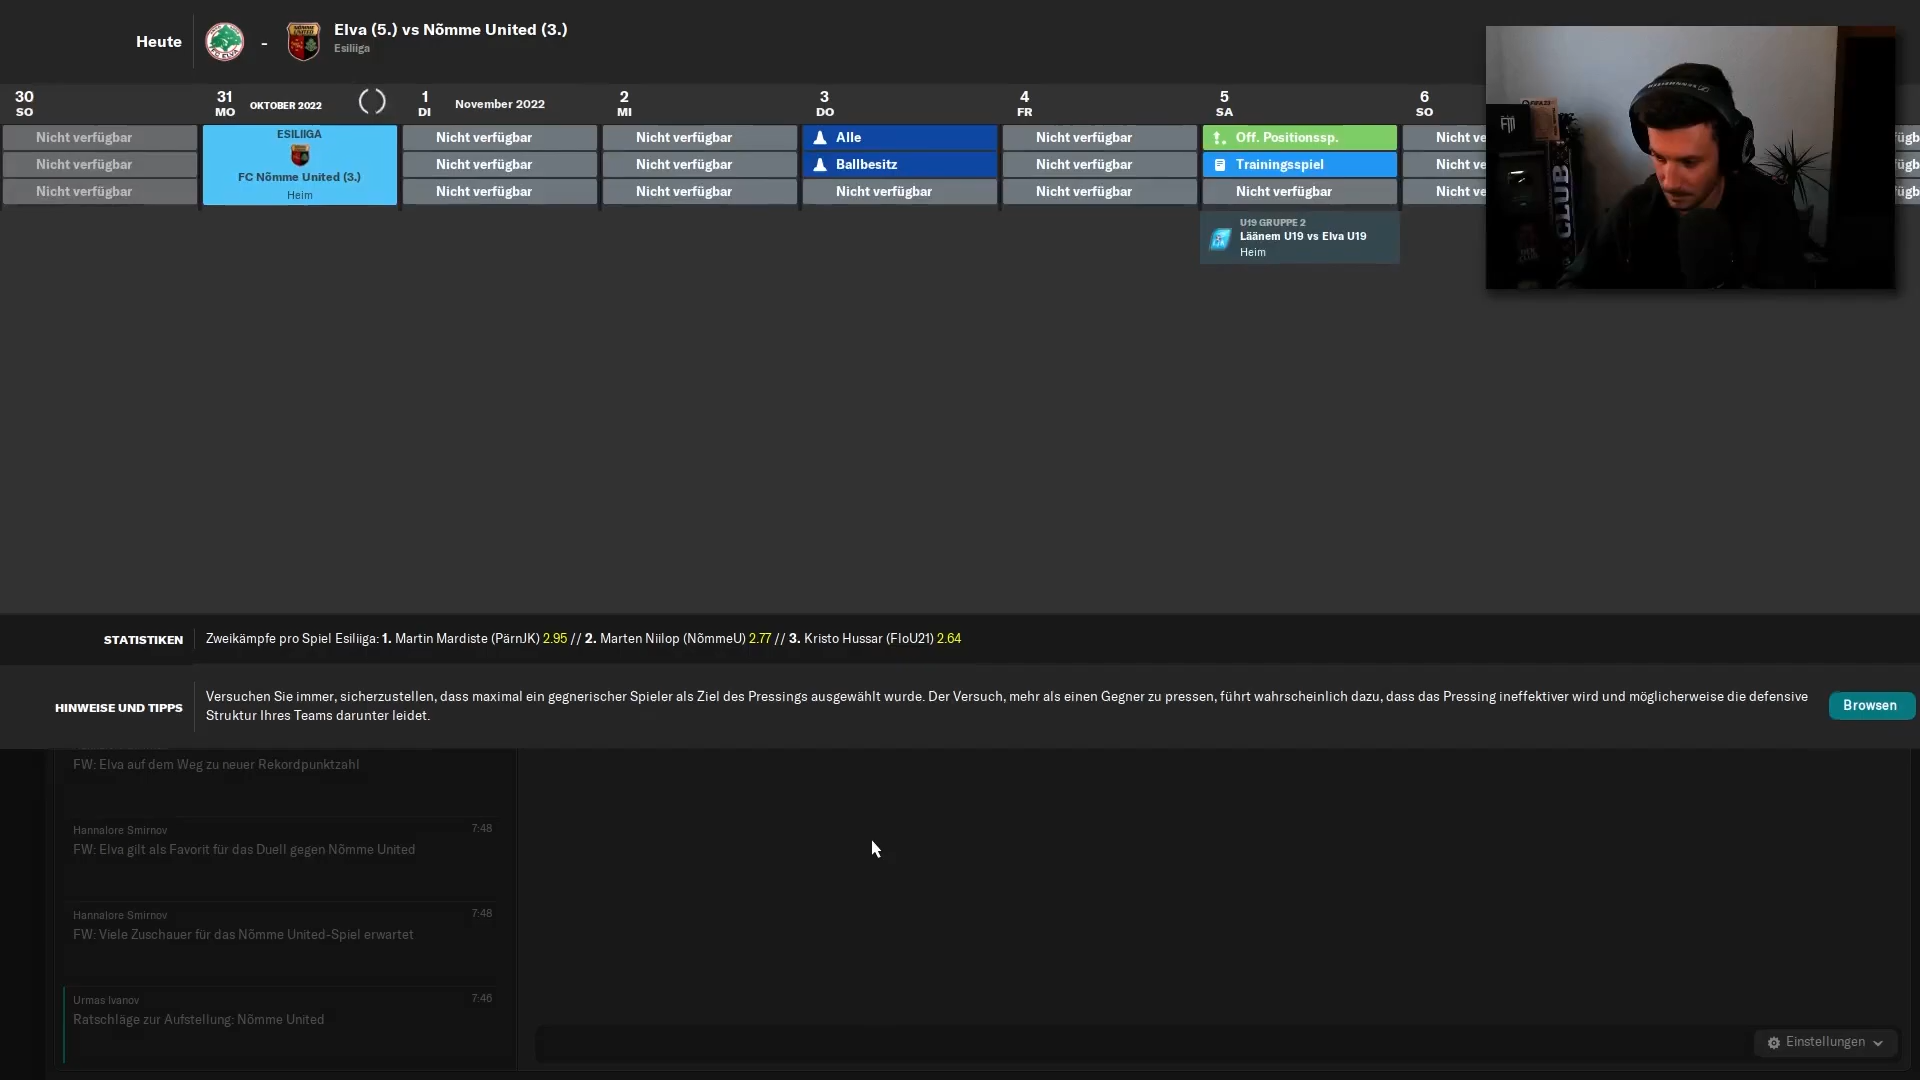 Heute
-
Elva (5.) vs Nõmme United (3.)
Esiliiga
30
SO
31
MO
OKTOBER 2022
1
DI
November 2022
2
MI
3
DO
4
FR
5
SA
6
SO
Nicht verfügbar
Nicht verfügbar
Nicht verfügbar
ESILIIGA
FC Nõmme United (3.)
Heim
Nicht verfügbar
Nicht verfügbar
Nicht verfügbar
Nicht verfügbar
Nicht verfügbar
Nicht verfügbar
Alle
Ballbesitz
Nicht verfügbar
Nicht verfügbar
Nicht verfügbar
Nicht verfügbar
Off. Positionssp.
Trainingsspiel
Nicht verfügbar
U19 GRUPPE 2
Läänem U19 vs Elva U19
Heim
Nicht ve
Nicht ve
Nicht ve
CLUB
STATISTIKEN
Zweikämpfe pro Spiel Esiliiga: 1. Martin Mardiste (PärnJK) 2.95 // 2. Marten Niilop (NõmmeU) 2.77 // 3. Kristo Hussar (FloU21) 2.64
HINWEISE UND TIPPS
Versuchen Sie immer, sicherzustellen, dass maximal ein gegnerischer Spieler als Ziel des Pressings ausgewählt wurde. Der Versuch, mehr als einen Gegner zu pressen, führt wahrscheinlich dazu, dass das Pressing ineffektiver wird und möglicherweise die defensive
Struktur Ihres Teams darunter leidet.
Browsen
FW: Elva auf dem Weg zu neuer Rekordpunktzahl
Hannalore Smirnov
7:48
FW: Elva gilt als Favorit für das Duell gegen Nõmme United
Hannalore Smirnov
7:48
FW: Viele Zuschauer für das Nõmme United-Spiel erwartet
Urmas Ivanov
7:46
Ratschläge zur Aufstellung: Nõmme United
Einstellungen